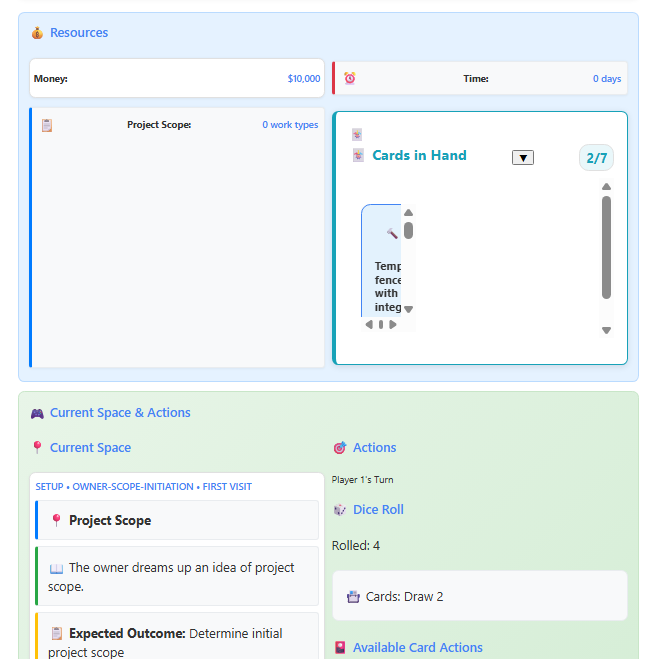 Resources
Money: $10,000
Time: 0 days
Project Scope: 0 work types
Cards in Hand ▼ 2/7
Temp
fence
with
integ
Current Space & Actions
Current Space
SETUP • OWNER-SCOPE-INITIATION • FIRST VISIT
Project Scope
The owner dreams up an idea of project
scope.
Expected Outcome: Determine initial
project scope
Actions
Player 1's Turn
Dice Roll
Rolled: 4
Cards: Draw 2
Available Card Actions